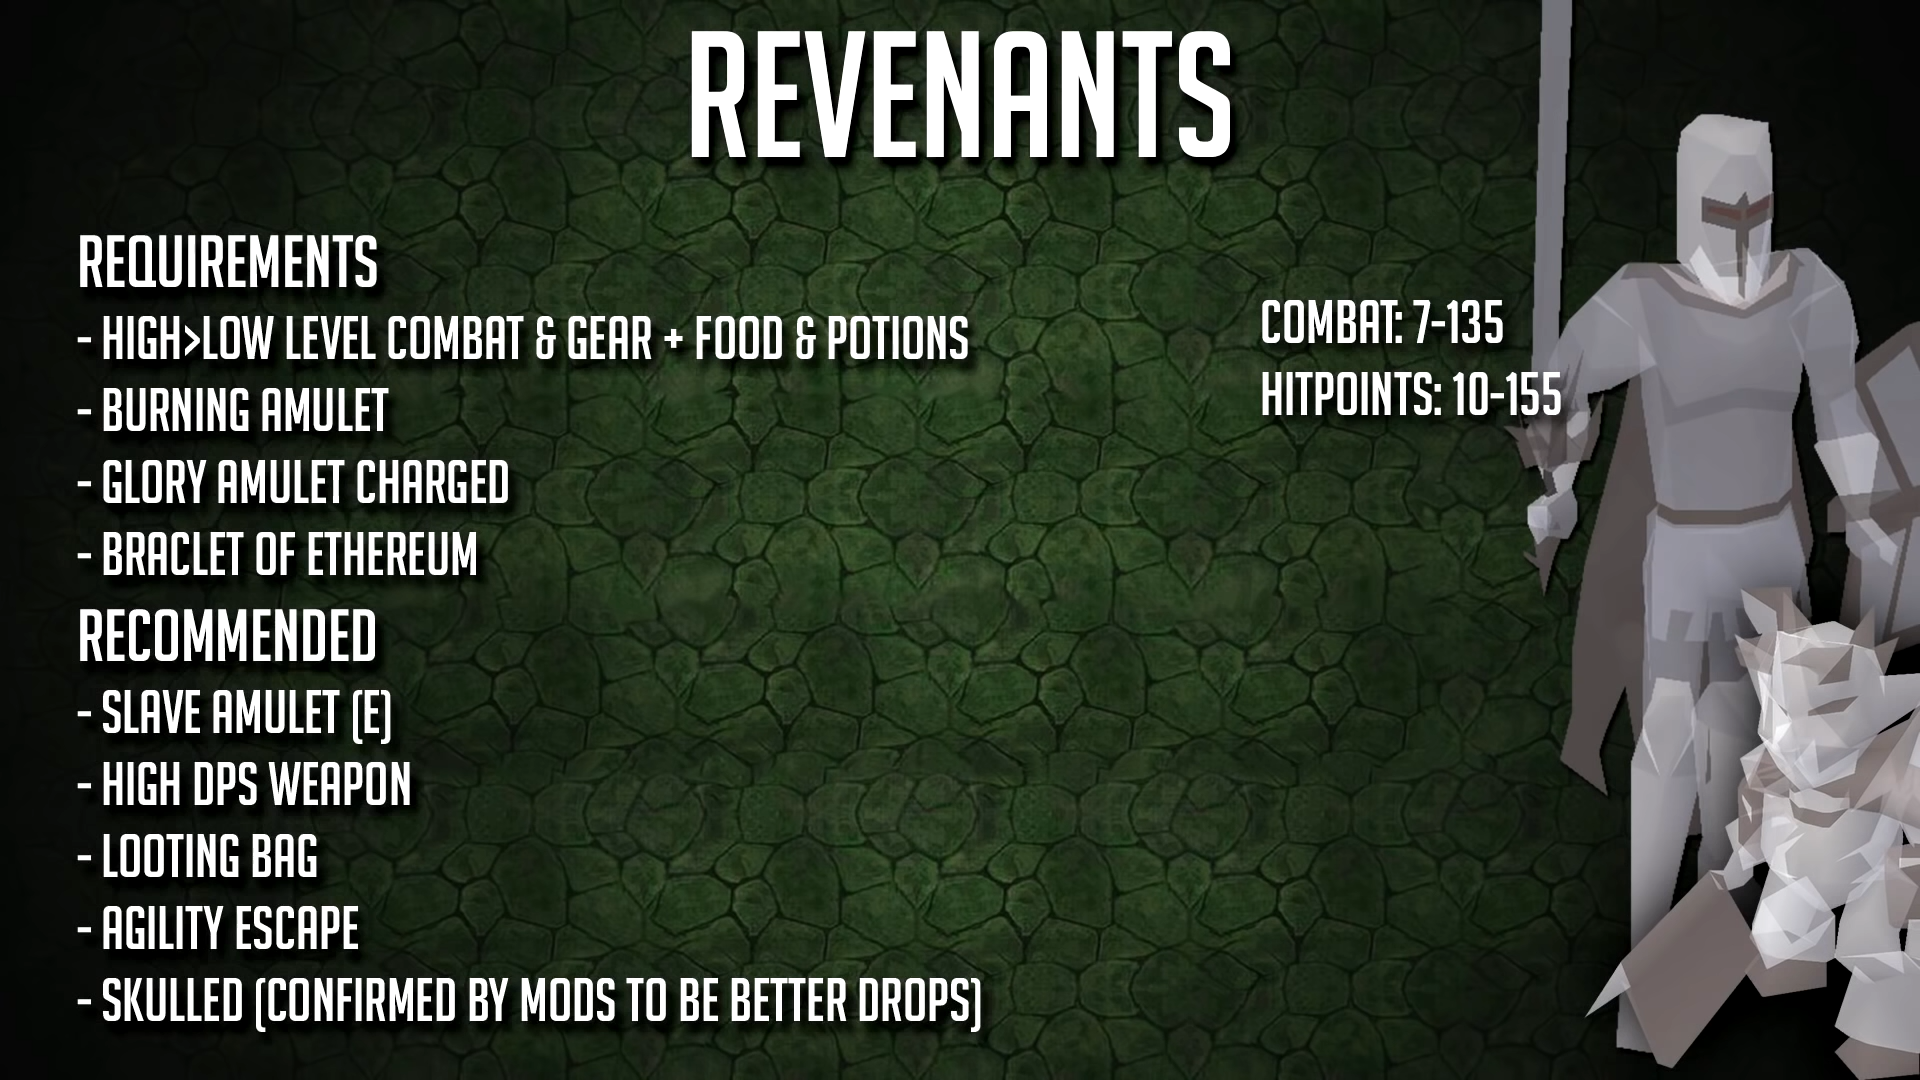 REVENANTS
REQUIREMENTS
- HIGH>LOW LEVEL COMBAT & GEAR + FOOD & POTIONS
- BURNING AMULET
- GLORY AMULET CHARGED
- BRACLET OF ETHEREUM
RECOMMENDED
- SLAVE AMULET (E)
- HIGH DPS WEAPON
- LOOTING BAG
- AGILITY ESCAPE
- SKULLED (CONFIRMED BY MODS TO BE BETTER DROPS)
COMBAT: 7-135
HITPOINTS: 10-155